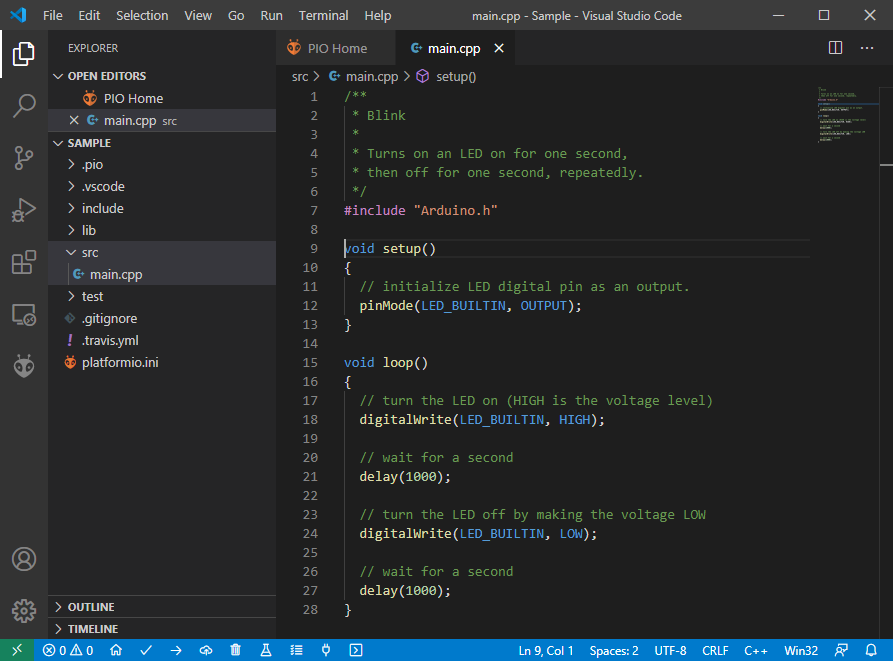 File Edit Selection View Go Run Terminal Help main.cpp - Sample - Visual Studio Code
EXPLORER
OPEN EDITORS
PIO Home
main.cpp src
SAMPLE
.pio
.vscode
include
lib
src
main.cpp
test
.gitignore
.travis.yml
platformio.ini
OUTLINE
TIMELINE
PIO Home main.cpp
src main.cpp setup()
1 /**
2  * Blink
3  *
4  * Turns on an LED on for one second,
5  * then off for one second, repeatedly.
6  */
7 #include "Arduino.h"
8
9 void setup()
10 {
11   // initialize LED digital pin as an output.
12   pinMode(LED_BUILTIN, OUTPUT);
13 }
14
15 void loop()
16 {
17   // turn the LED on (HIGH is the voltage level)
18   digitalWrite(LED_BUILTIN, HIGH);
19
20   // wait for a second
21   delay(1000);
22
23   // turn the LED off by making the voltage LOW
24   digitalWrite(LED_BUILTIN, LOW);
25
26   // wait for a second
27   delay(1000);
28 }
0 0 Ln 9, Col 1 Spaces: 2 UTF-8 CRLF C++ Win32